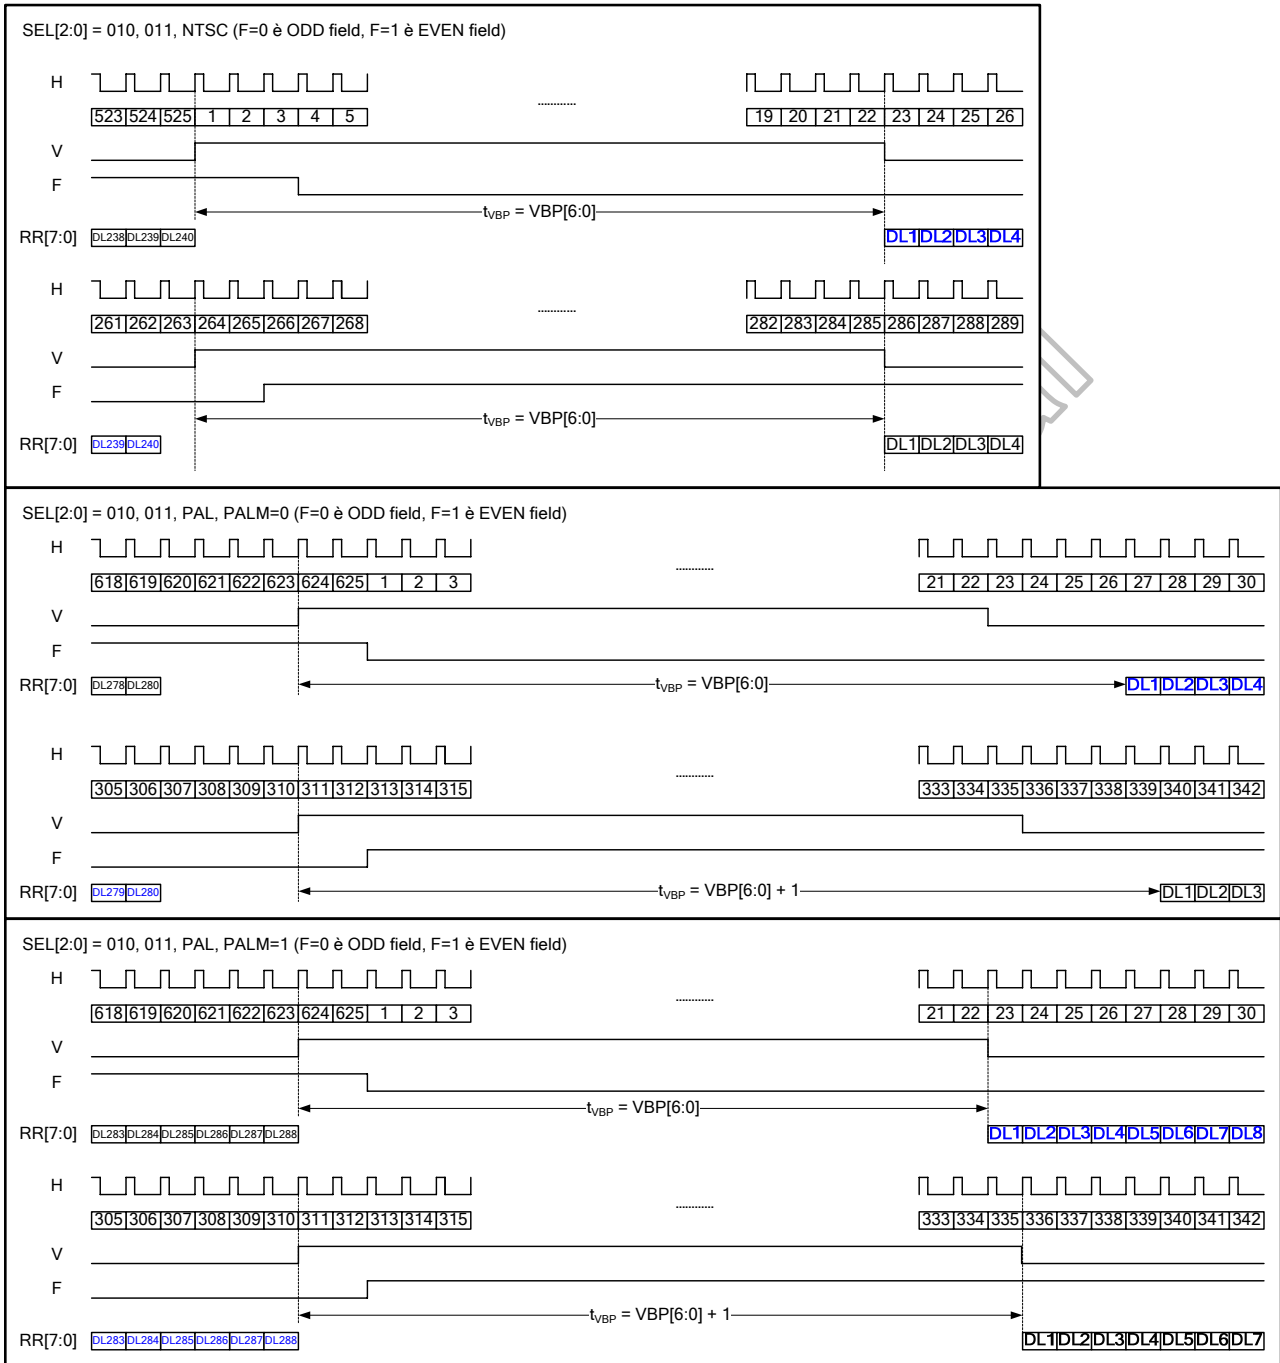 SEL[2:0] = 010, 011, NTSC (F=0 è ODD field, F=1 è EVEN field)
H
............
523 524 525 1 2 3 4 5 19 20 21 22 23 24 25 26
V
F
tVBP = VBP[6:0]
RR[7:0] DL238 DL239 DL240 DL1 DL2 DL3 DL4
H
............
261 262 263 264 265 266 267 268 282 283 284 285 286 287 288 289
V
F
tVBP = VBP[6:0]
RR[7:0] DL239 DL240 DL1 DL2 DL3 DL4
SEL[2:0] = 010, 011, PAL, PALM=0 (F=0 è ODD field, F=1 è EVEN field)
H
............
618 619 620 621 622 623 624 625 1 2 3 21 22 23 24 25 26 27 28 29 30
V
F
RR[7:0] DL278 DL280 tVBP = VBP[6:0] DL1 DL2 DL3 DL4
H
............
305 306 307 308 309 310 311 312 313 314 315 333 334 335 336 337 338 339 340 341 342
V
F
RR[7:0] DL279 DL280 tVBP = VBP[6:0] + 1 DL1 DL2 DL3
SEL[2:0] = 010, 011, PAL, PALM=1 (F=0 è ODD field, F=1 è EVEN field)
H
............
618 619 620 621 622 623 624 625 1 2 3 21 22 23 24 25 26 27 28 29 30
V
F
tVBP = VBP[6:0]
RR[7:0] DL283 DL284 DL285 DL286 DL287 DL288 DL1 DL2 DL3 DL4 DL5 DL6 DL7 DL8
H
............
305 306 307 308 309 310 311 312 313 314 315 333 334 335 336 337 338 339 340 341 342
V
F
tVBP = VBP[6:0] + 1
RR[7:0] DL283 DL284 DL285 DL286 DL287 DL288 DL1 DL2 DL3 DL4 DL5 DL6 DL7